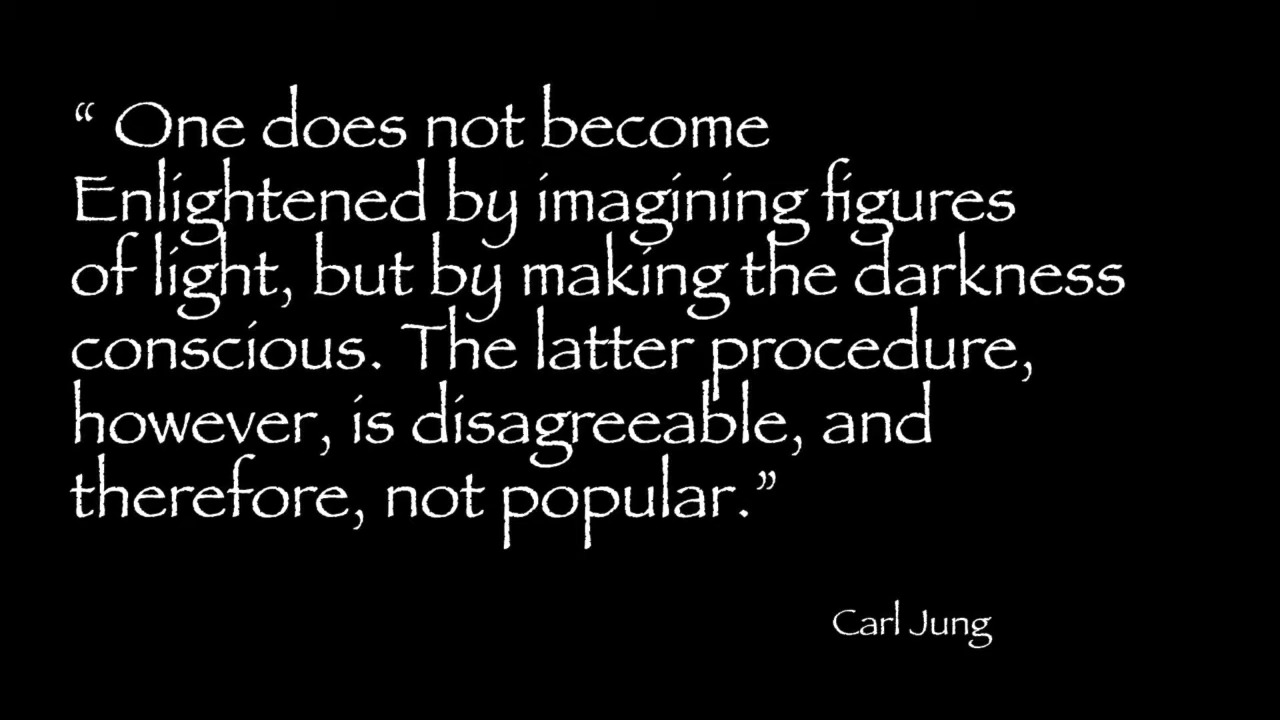 “ One does not become
Enlightened by imagining figures
of light, but by making the darkness
conscious. The latter procedure,
however, is disagreeable, and
therefore, not popular.”
Carl Jung